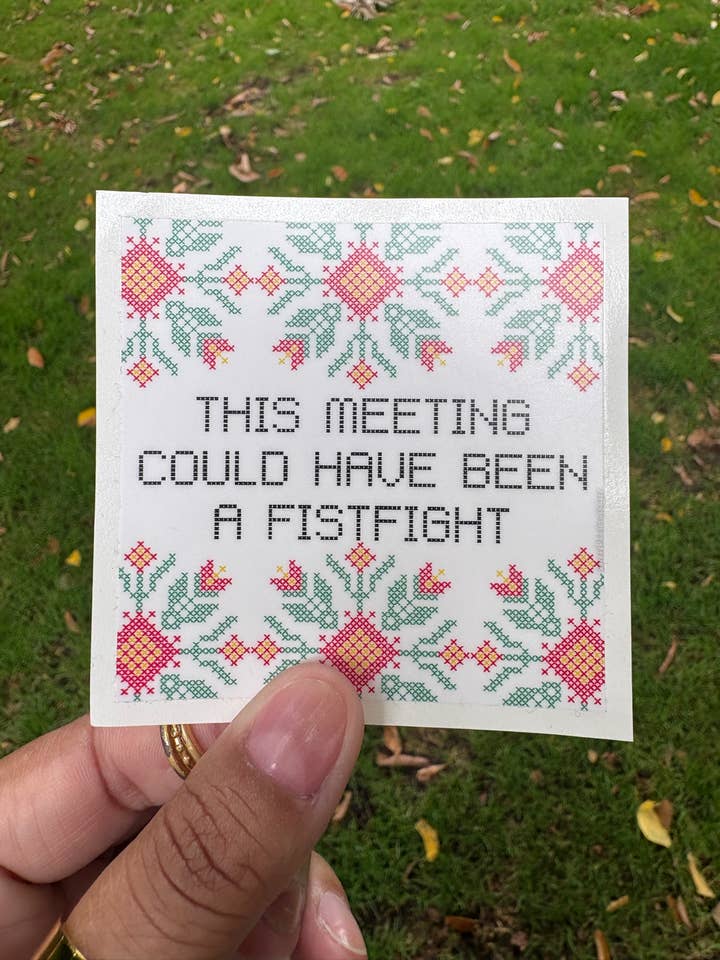 THIS MEETING
COULD HAVE BEEN
A FISTFIGHT